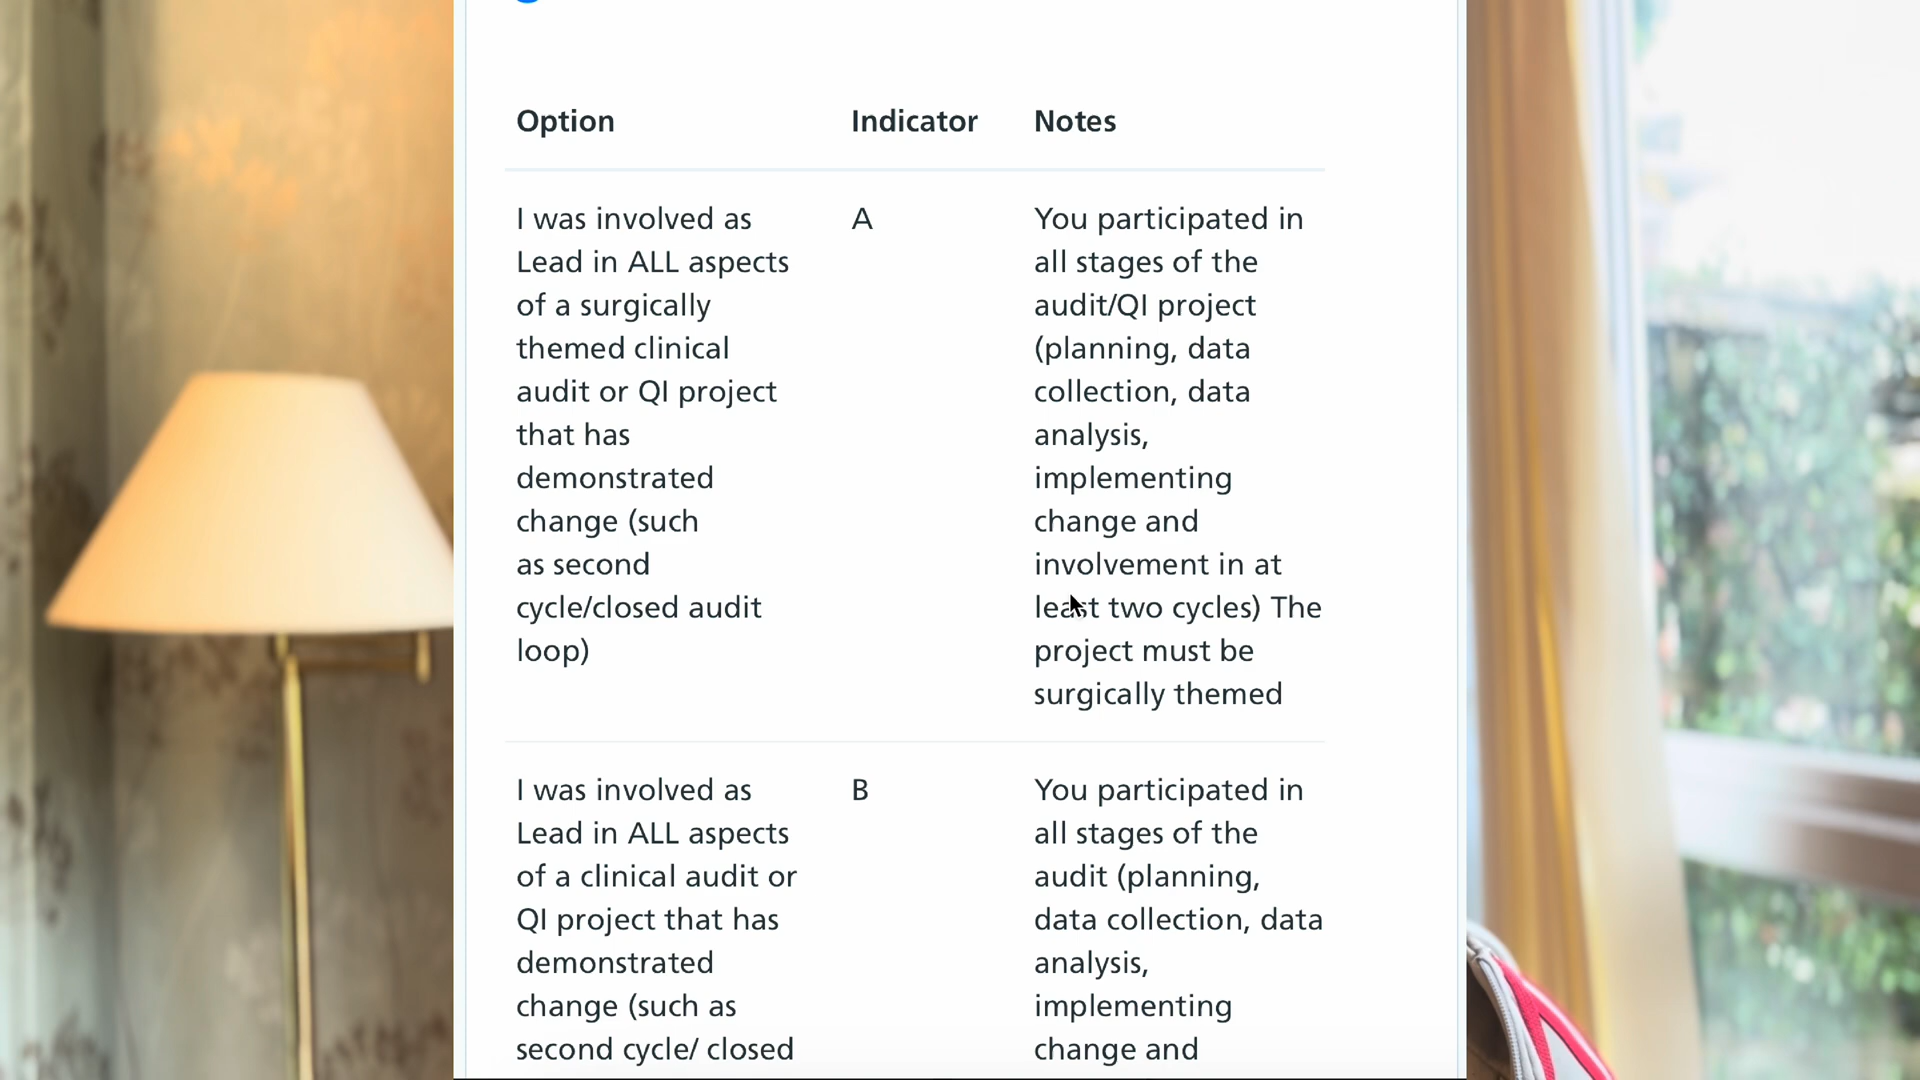 Option Indicator Notes
I was involved as
Lead in ALL aspects
of a surgically
themed clinical
audit or QI project
that has
demonstrated
change (such
as second
cycle/closed audit
loop)
A
You participated in
all stages of the
audit/QI project
(planning, data
collection, data
analysis,
implementing
change and
involvement in at
least two cycles) The
project must be
surgically themed
I was involved as
Lead in ALL aspects
of a clinical audit or
QI project that has
demonstrated
change (such as
second cycle/ closed
B
You participated in
all stages of the
audit (planning,
data collection, data
analysis,
implementing
change and